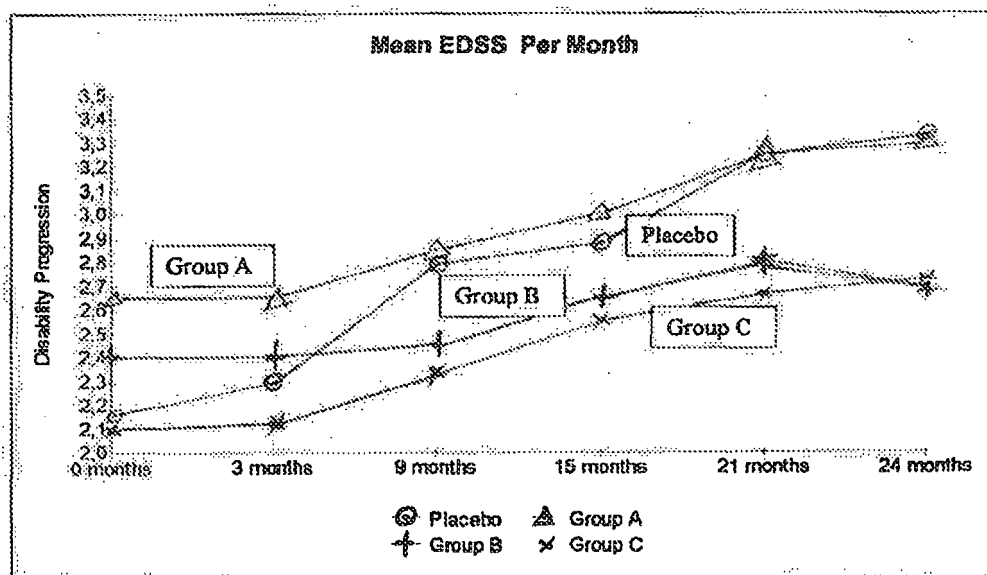 Mean EDSS Per Month
Disability Progression
3,5
3,4
3,3
3,2
3,1
3,0
2,9
2,8
2,7
2,6
2,5
2,4
2,3
2,2
2,1
2,0
Group A
Group B
Placebo
Group C
0 months 3 months 9 months 15 months 21 months 24 months
Placebo Group A
Group B Group C